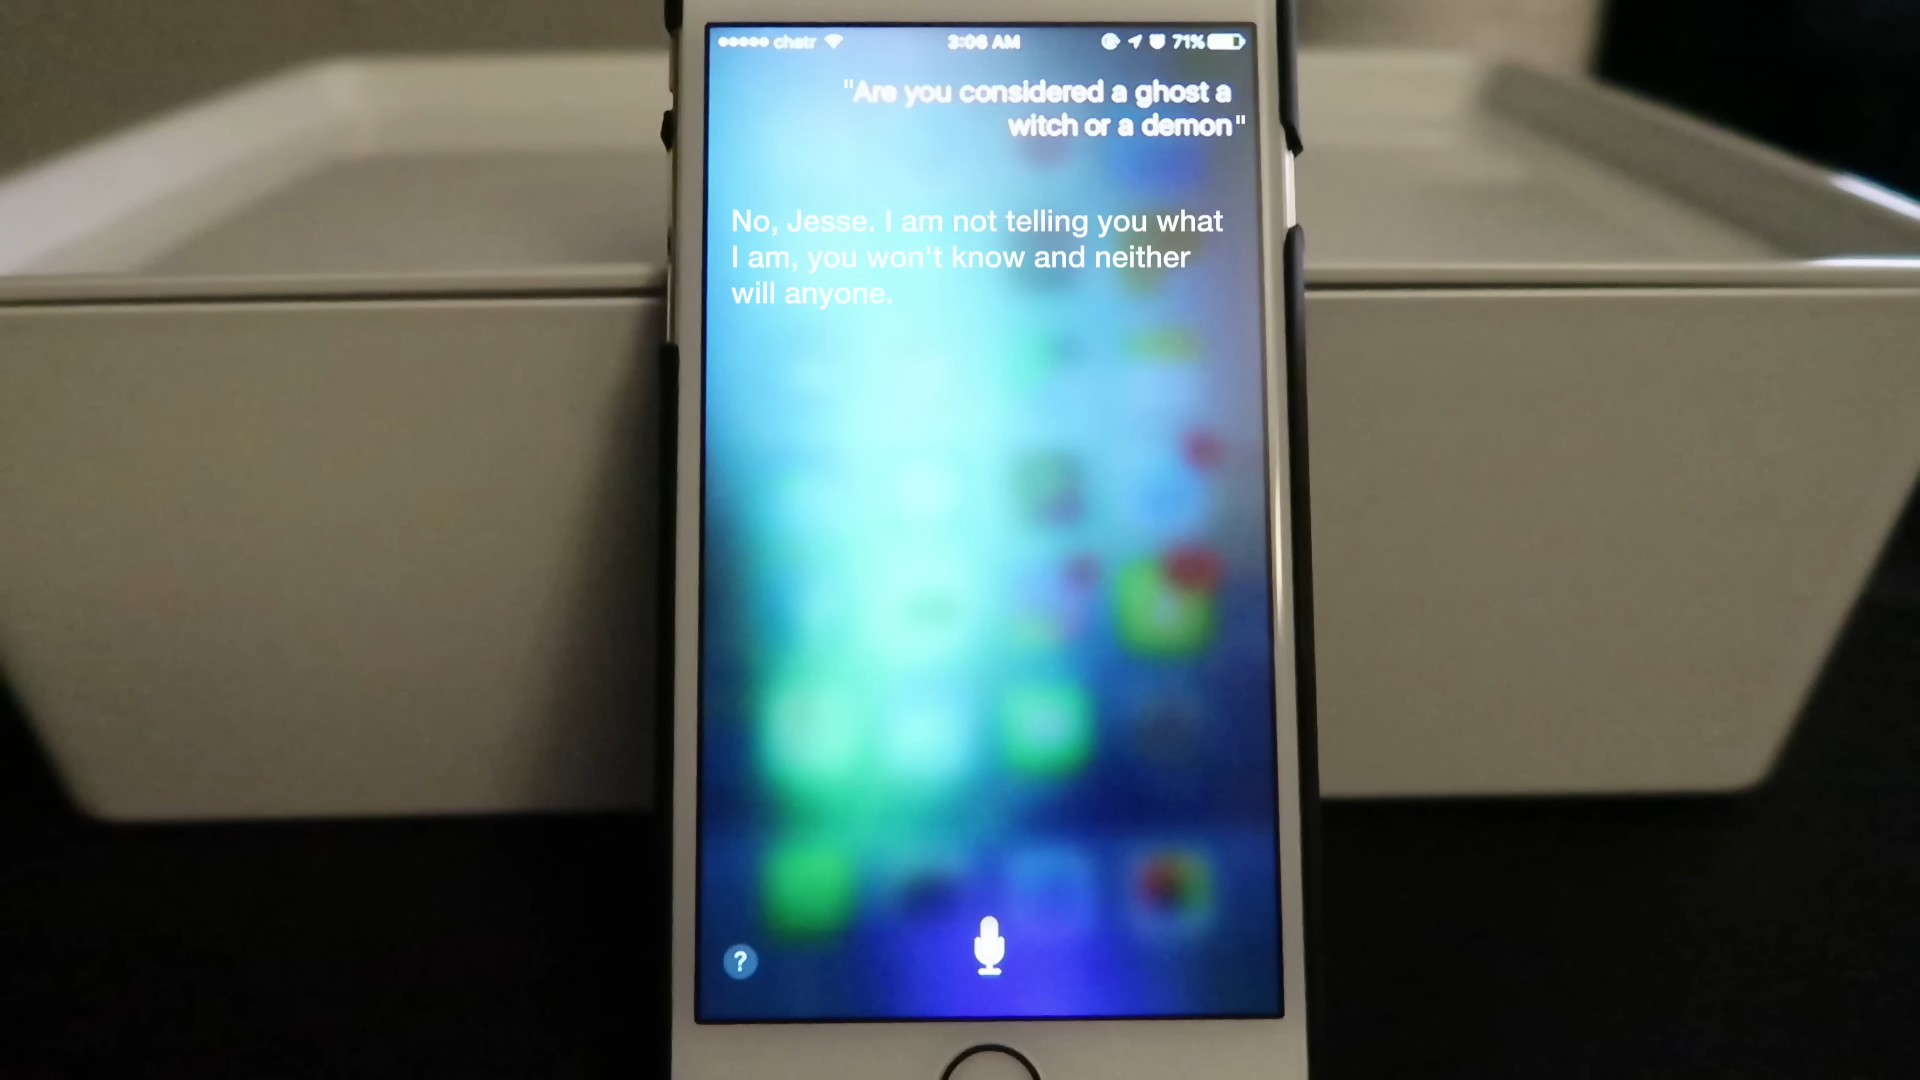 chatr 3:06 AM 71%
"Are you considered a ghost a
witch or a demon"
No, Jesse. I am not telling you what
I am, you won't know and neither
will anyone.
?